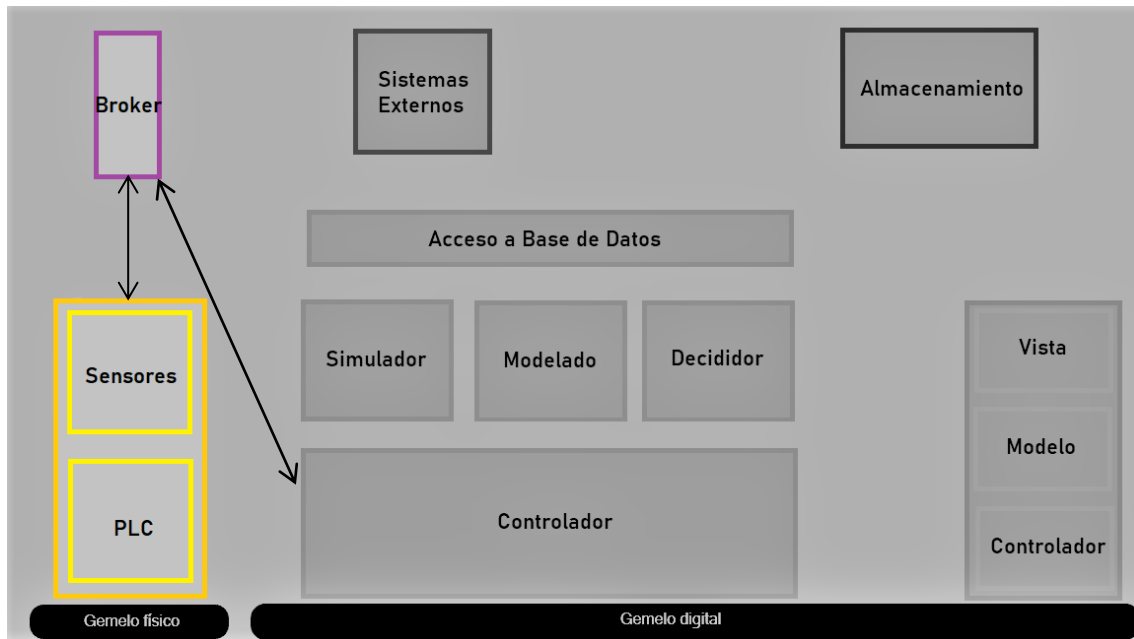 Broker
Sistemas
Externos
Almacenamiento
Acceso a Base de Datos
Sensores
Simulador
Modelado
Decididor
Vista
Modelo
PLC
Controlador
Controlador
Gemelo físico
Gemelo digital